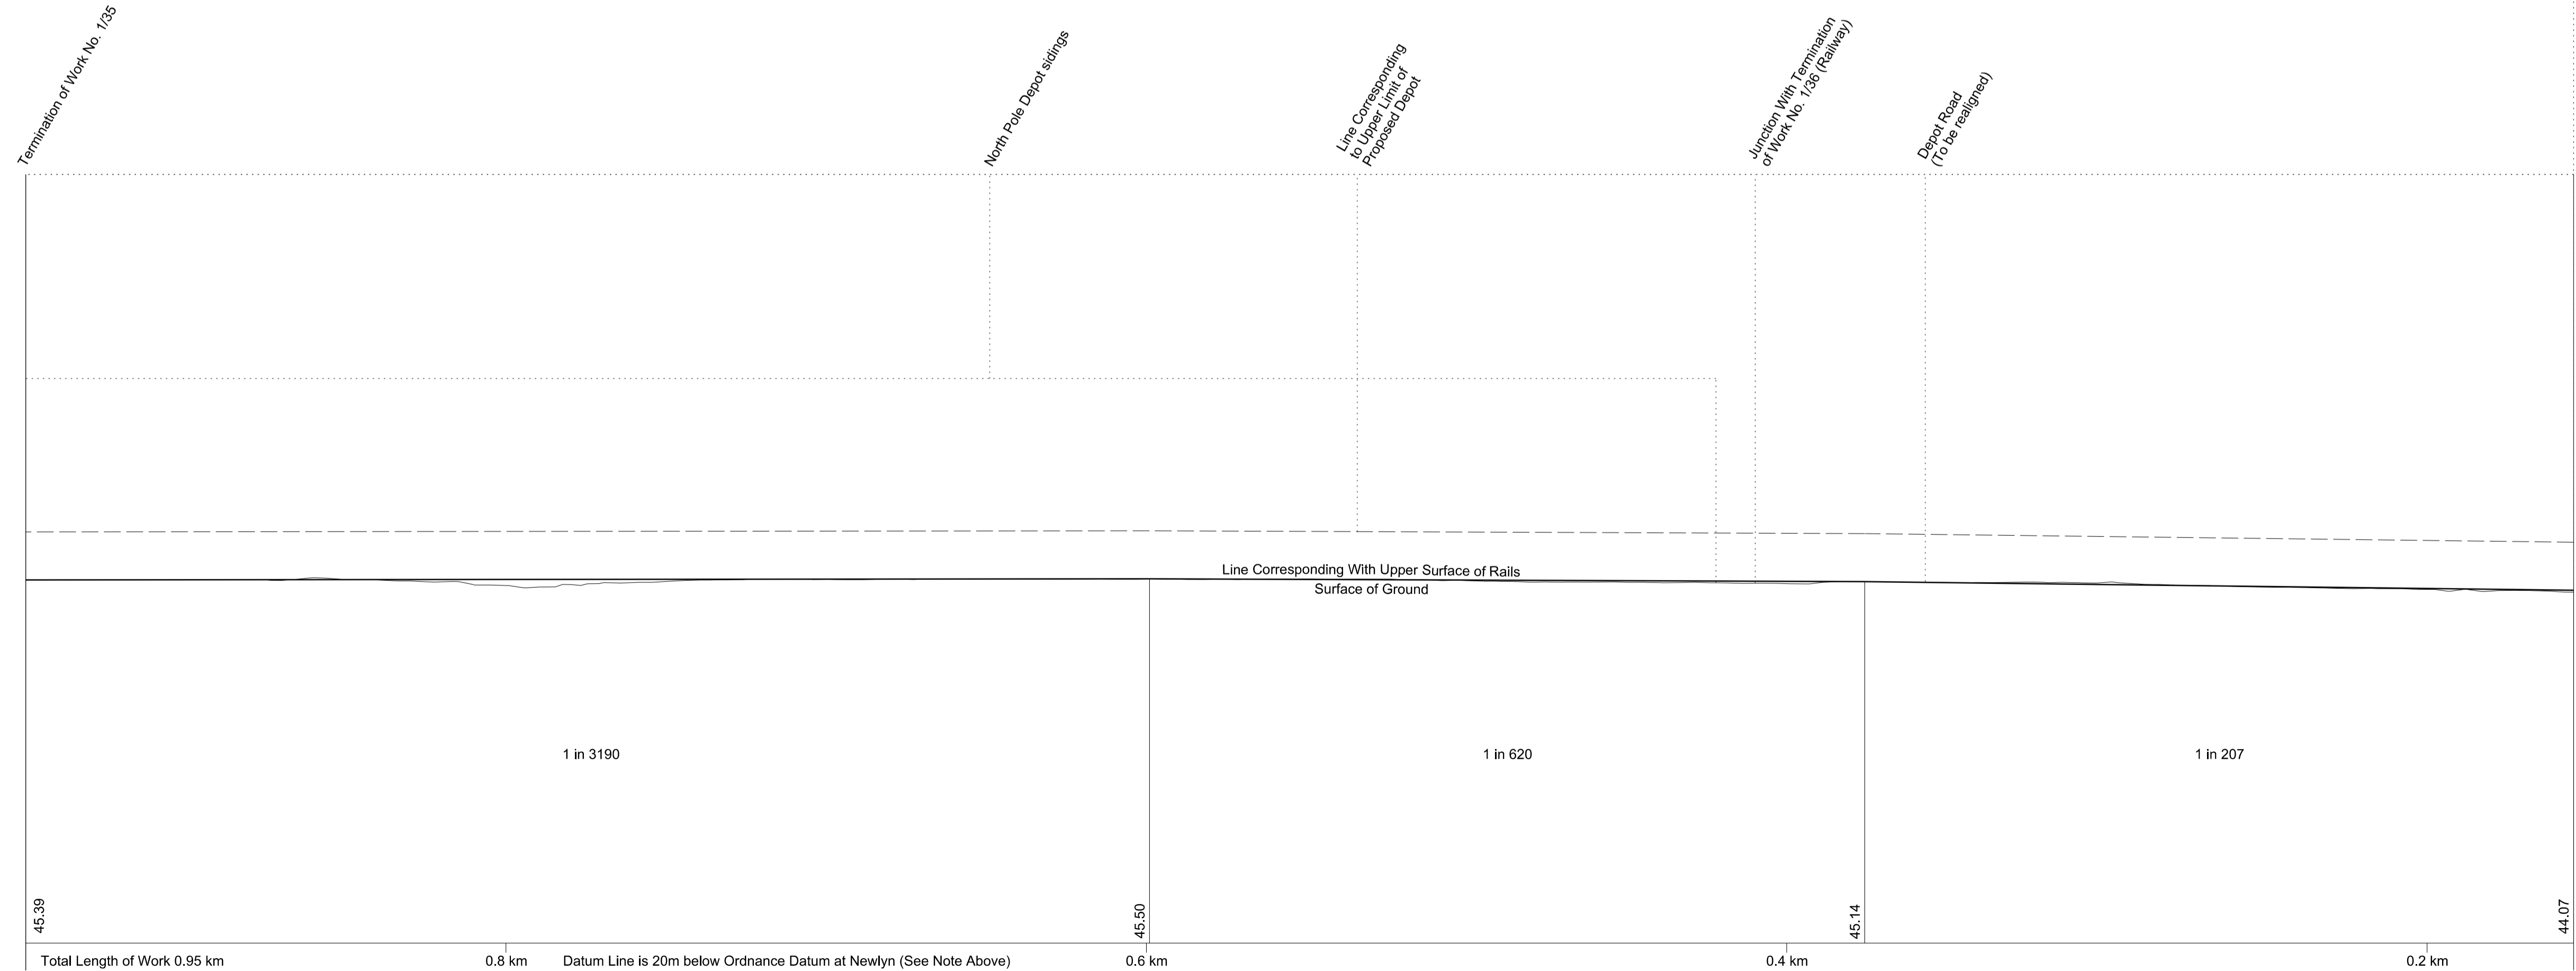 Termination of Work No. 1/35
North Pole Depot sidings
Line Corresponding
to Upper Limit of
Proposed Depot
Junction With Termination
of Work No. 1/36 (Railway)
Depot Road
(To be realigned)
Line Corresponding With Upper Surface of Rails
Surface of Ground
1 in 3190
1 in 620
1 in 207
45.39
45.50
45.14
44.07
Total Length of Work 0.95 km
0.8 km
Datum Line is 20m below Ordnance Datum at Newlyn (See Note Above)
0.6 km
0.4 km
0.2 km